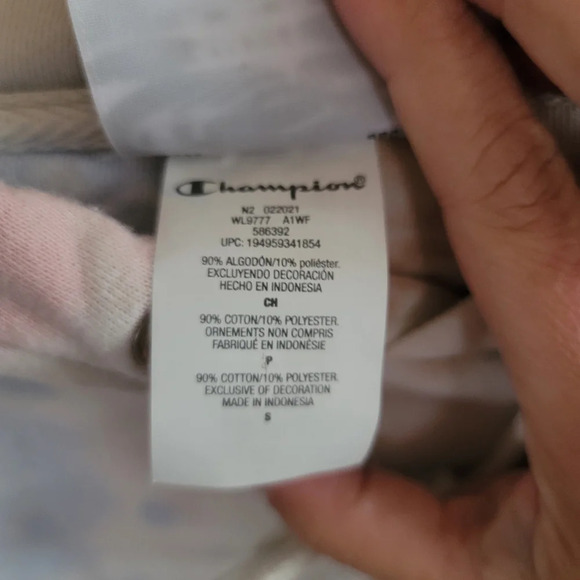 Champion®
N2 022021
WL9777 A1WF
586392
UPC: 194959341854
90% ALGODÓN/10% poliéster.
EXCLUYENDO DECORACIÓN
HECHO EN INDONESIA
CH
90% COTON/10% POLYESTER
ORNEMENTS NON COMPRIS
FABRIQUÉ EN INDONÉSIE
P
90% COTTON/10% POLYESTER
EXCLUSIVE OF DECORATION
MADE IN INDONESIA
S